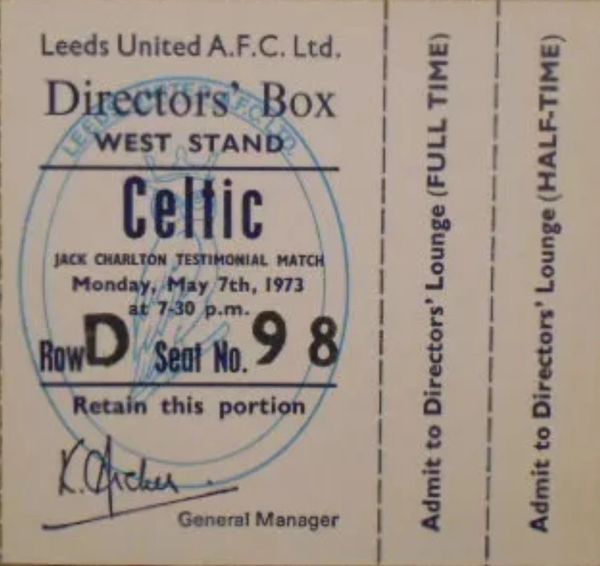 Leeds United A.F.C. Ltd.
Directors' Box
WEST STAND
Celtic
JACK CHARLTON TESTIMONIAL MATCH
Monday, May 7th, 1973
at 7-30 p.m.
Row D Seat No. 98
Retain this portion
K. Archer
General Manager
Admit to Directors' Lounge (FULL TIME)
Admit to Directors' Lounge (HALF-TIME)